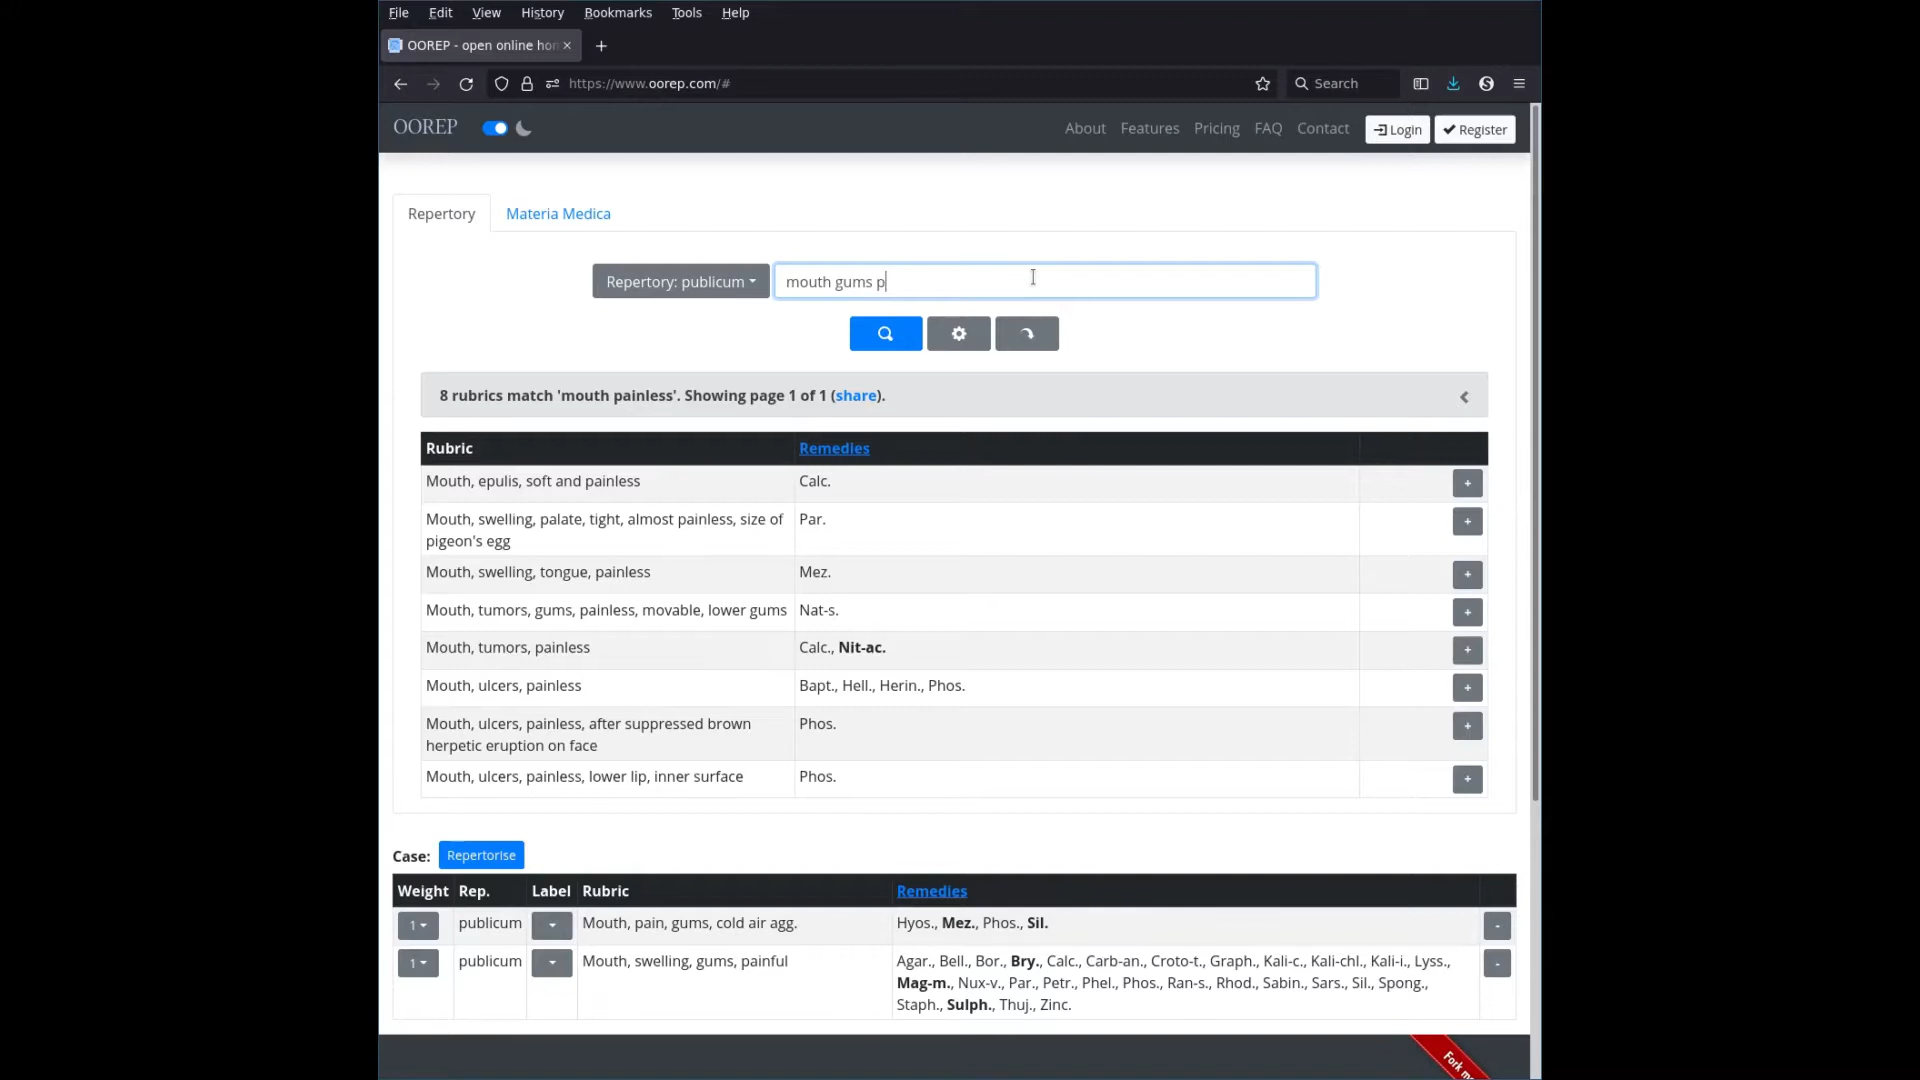 File Edit View History Bookmarks Tools Help
OOREP - open online hon
https://www.oorep.com/#
Search
OOREP
About Features Pricing FAQ Contact Login Register
Repertory Materia Medica
Repertory: publicum mouth gums p
8 rubrics match 'mouth painless'. Showing page 1 of 1 (share).
Rubric Remedies
Mouth, epulis, soft and painless Calc. +
Mouth, swelling, palate, tight, almost painless, size of Par. +
pigeon's egg
Mouth, swelling, tongue, painless Mez. +
Mouth, tumors, gums, painless, movable, lower gums Nat-s. +
Mouth, tumors, painless Calc., Nit-ac. +
Mouth, ulcers, painless Bapt., Hell., Herin., Phos. +
Mouth, ulcers, painless, after suppressed brown Phos. +
herpetic eruption on face
Mouth, ulcers, painless, lower lip, inner surface Phos. +
Case: Repertorise
Weight Rep. Label Rubric Remedies
1 publicum Mouth, pain, gums, cold air agg. Hyos., Mez., Phos., Sil. -
1 publicum Mouth, swelling, gums, painful Agar., Bell., Bor., Bry., Calc., Carb-an., Croto-t., Graph., Kali-c., Kali-chl., Kali-i., Lyss., -
Mag-m., Nux-v., Par., Petr., Phel., Phos., Ran-s., Rhod., Sabin., Sars., Sil., Spong.,
Staph., Sulph., Thuj., Zinc.
Fork me